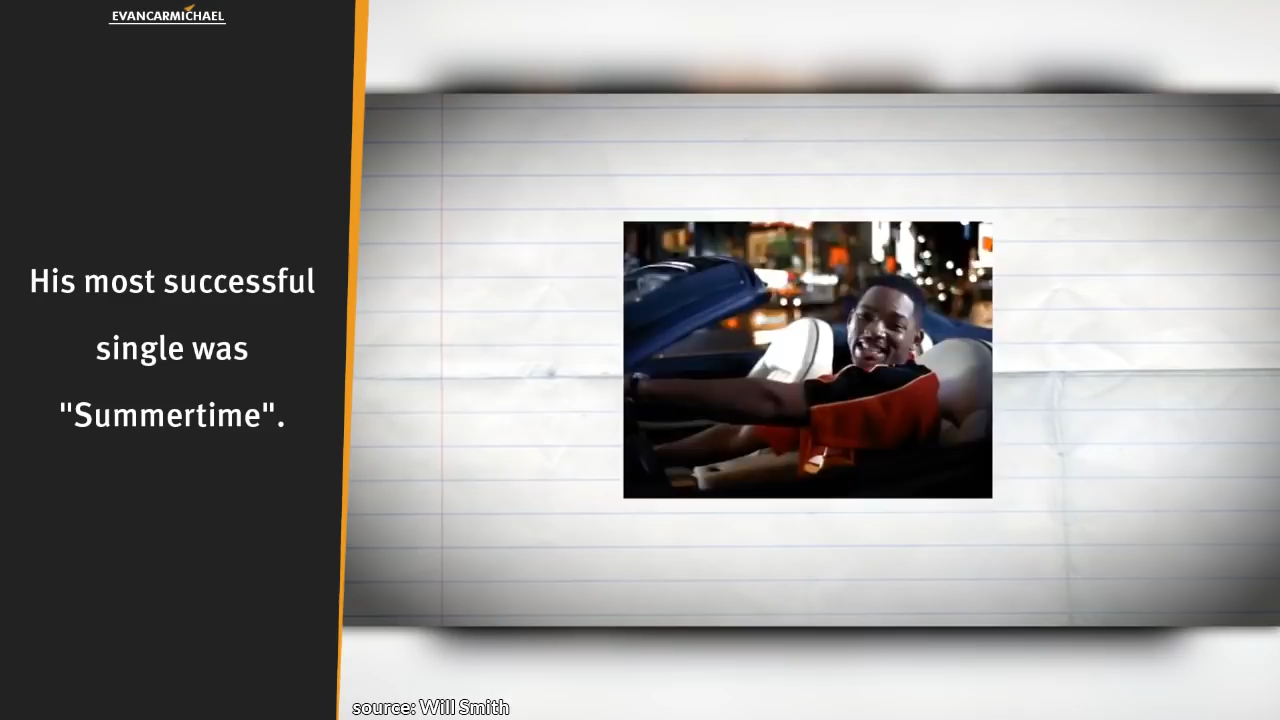 EVANCARMICHAEL
His most successful
single was
"Summertime".
source: Will Smith